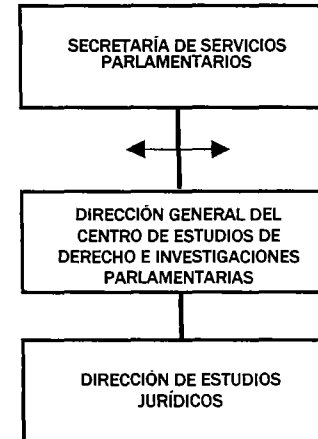 SECRETARÍA DE SERVICIOS
PARLAMENTARIOS
DIRECCIÓN GENERAL DEL
CENTRO DE ESTUDIOS DE
DERECHO E INVESTIGACIONES
PARLAMENTARIAS
DIRECCIÓN DE ESTUDIOS
JURÍDICOS